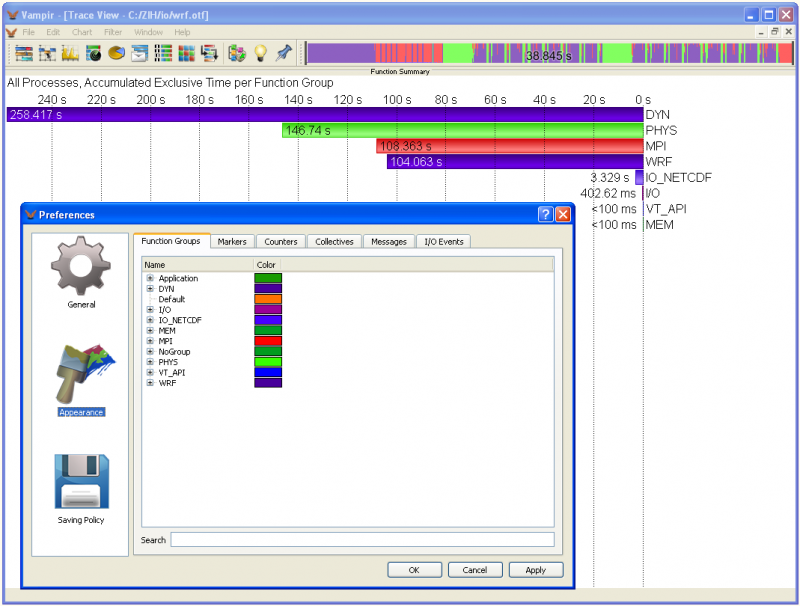 Vampir - [Trace View - C:/ZIH/io/wrf.otf]
File Edit Chart Filter Window Help
38.845 s
Function Summary
All Processes, Accumulated Exclusive Time per Function Group
240 s 220 s 200 s 180 s 160 s 140 s 120 s 100 s 80 s 60 s 40 s 20 s 0 s
258.417 s DYN
146.74 s PHYS
108.363 s MPI
104.063 s WRF
3.329 s IO_NETCDF
402.62 ms I/O
<100 ms VT_API
<100 ms MEM
Preferences
General
Appearance
Saving Policy
Function Groups Markers Counters Collectives Messages I/O Events
Name Color
Application
DYN
Default
I/O
IO_NETCDF
MEM
MPI
NoGroup
PHYS
VT_API
WRF
Search
OK Cancel Apply